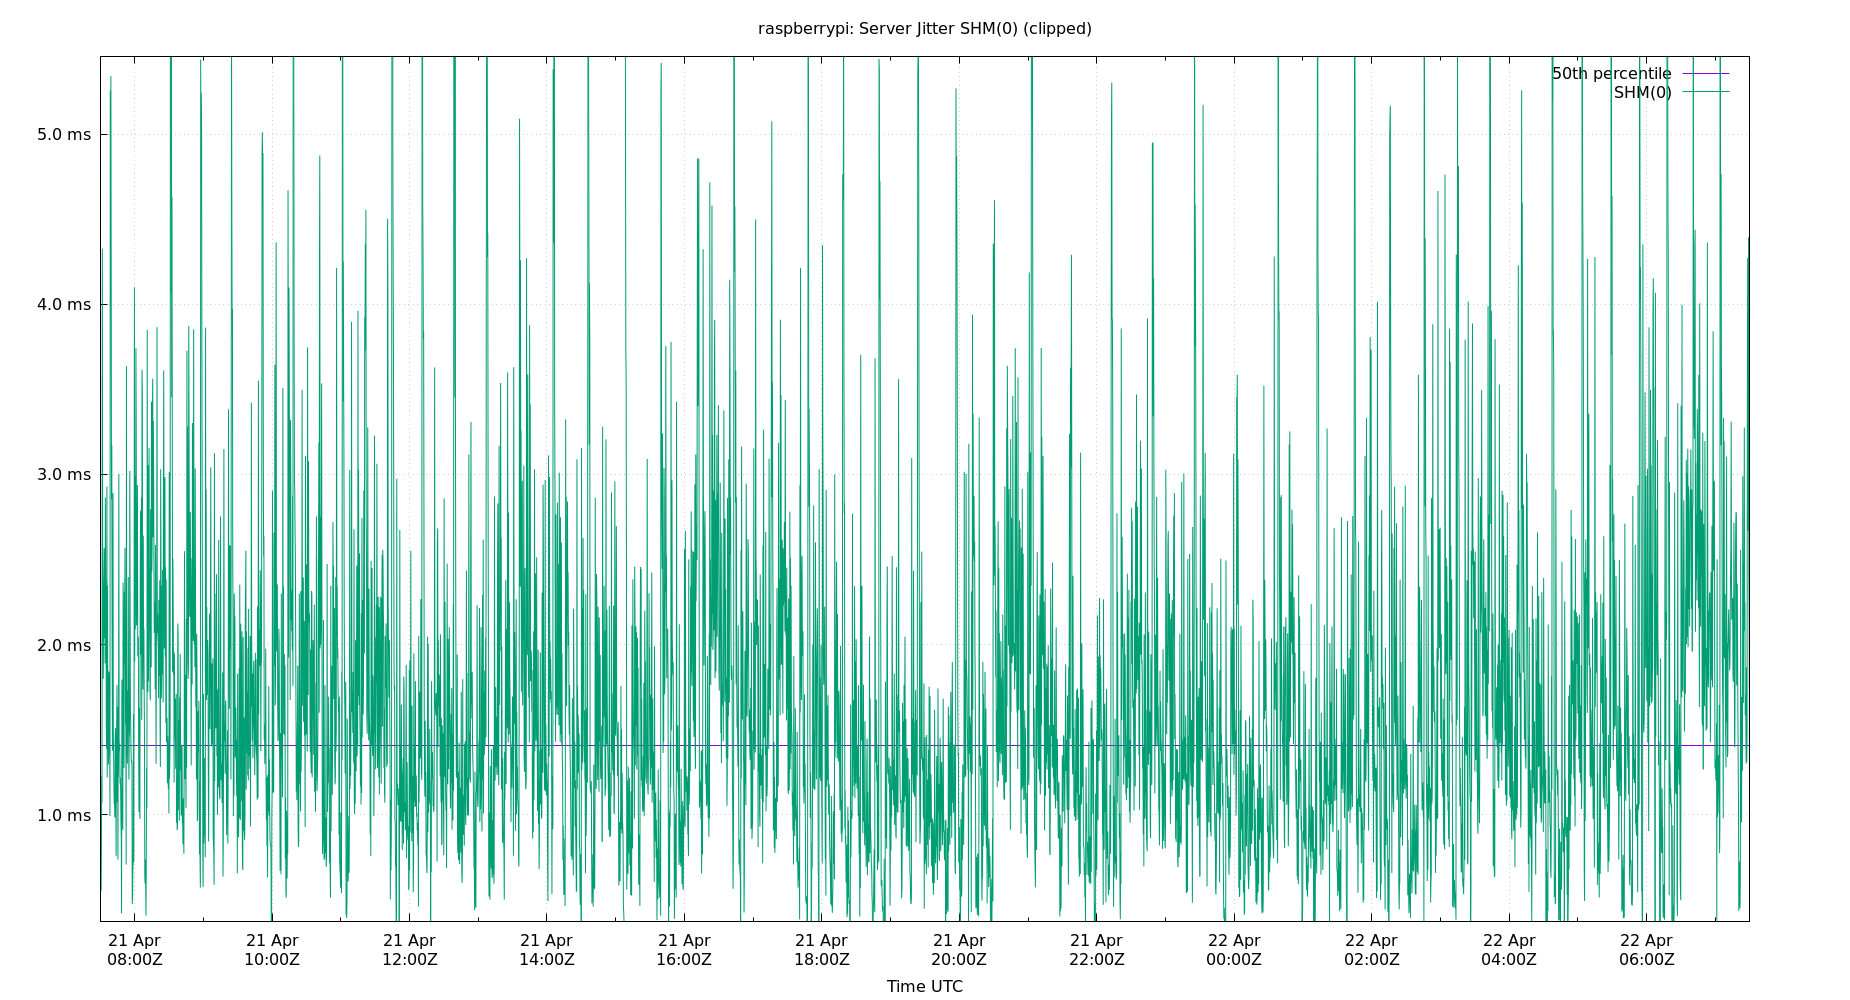 raspberrypi: Server Jitter SHM(0) (clipped)
50th percentile
SHM(0)
5.0 ms
4.0 ms
3.0 ms
2.0 ms
1.0 ms
21 Apr 21 Apr 21 Apr 21 Apr 21 Apr 21 Apr 21 Apr 21 Apr 22 Apr 22 Apr 22 Apr 22 Apr
08:00Z 10:00Z 12:00Z 14:00Z 16:00Z 18:00Z 20:00Z 22:00Z 00:00Z 02:00Z 04:00Z 06:00Z
Time UTC